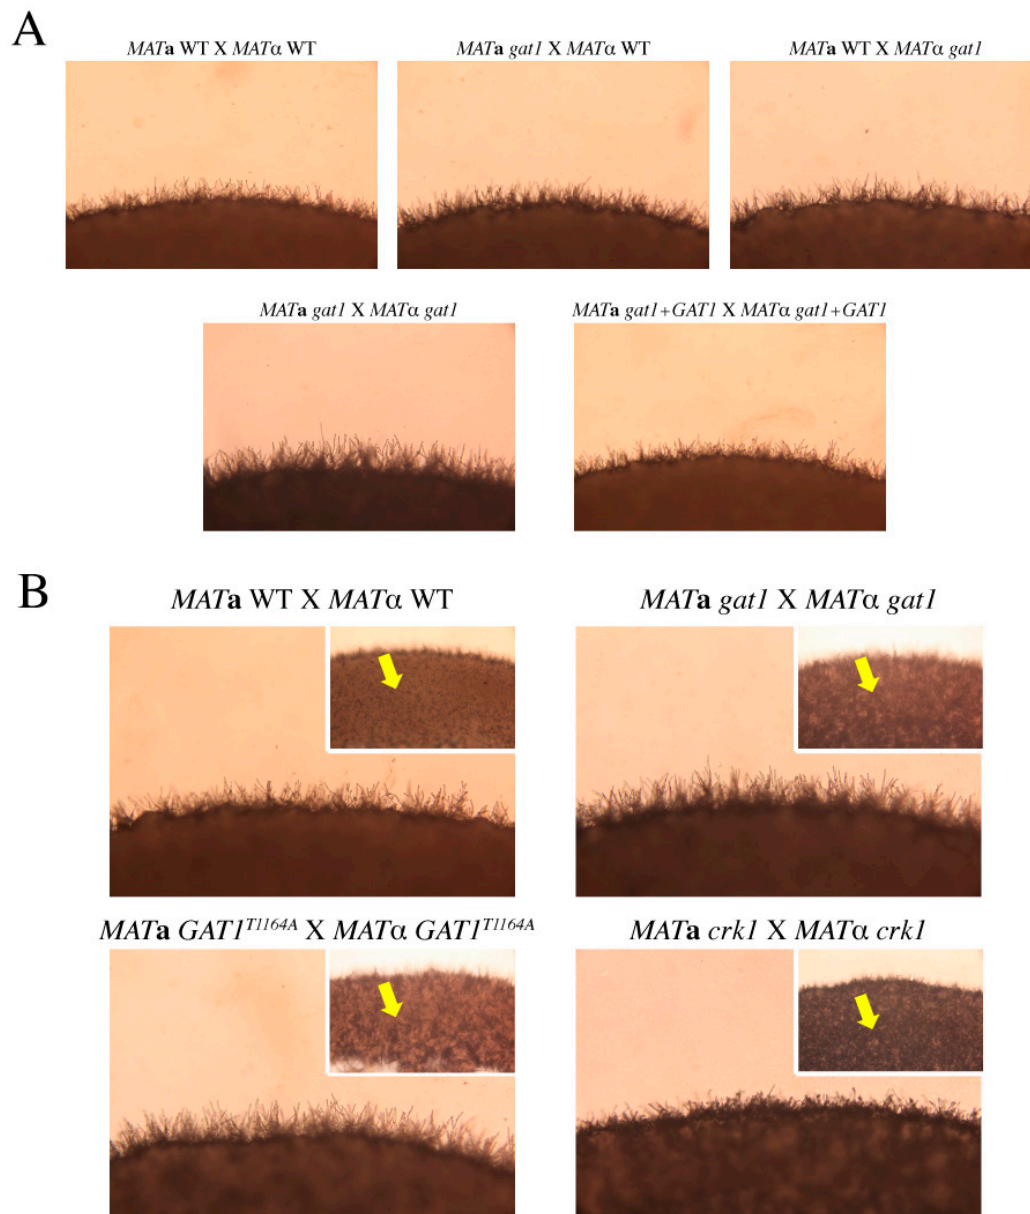 A
MATa WT X MATα WT
MATa gat1 X MATα WT
MATa WT X MATα gat1
MATa gat1 X MATα gat1
MATa gat1+GAT1 X MATα gat1+GAT1
B
MATa WT X MATα WT
MATa gat1 X MATα gat1
MATa GAT1T1164A X MATα GAT1T1164A
MATa crk1 X MATα crk1